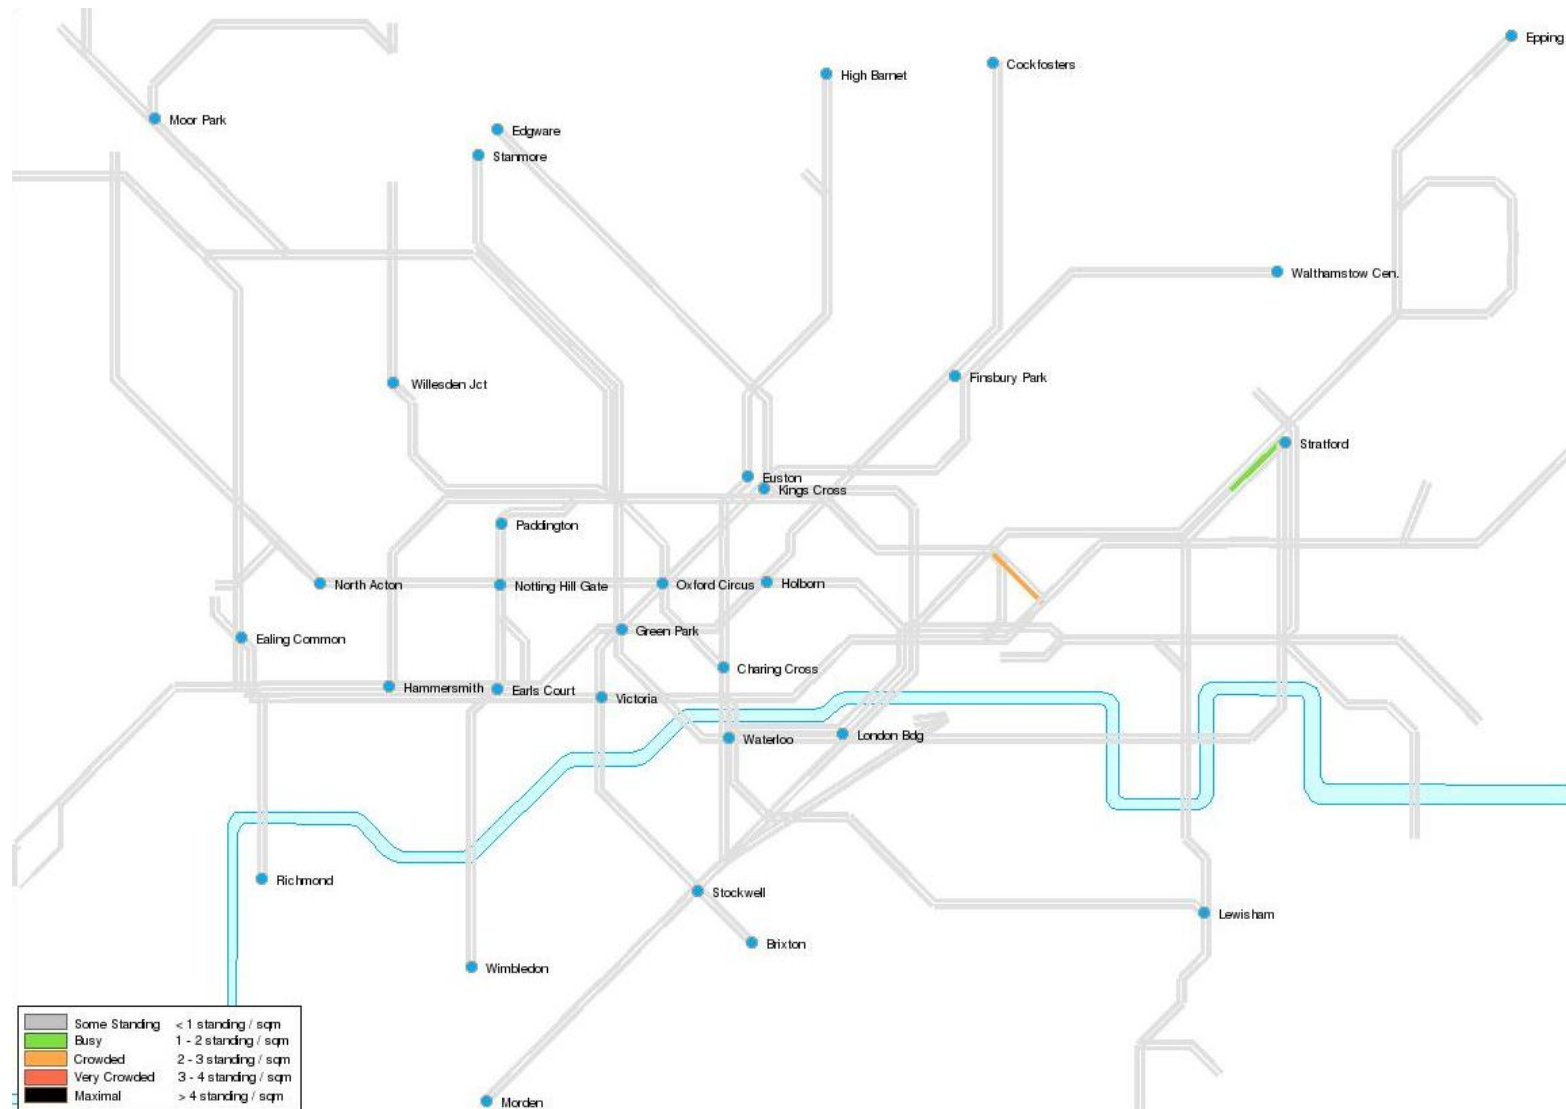 Epping
Cockfosters
High Barnet
Moor Park
Edgware
Stanmore
Walthamstow Cen.
Finsbury Park
Willesden Jct
Stratford
Euston
Kings Cross
Paddington
North Acton
Notting Hill Gate
Oxford Circus
Holborn
Green Park
Ealing Common
Charing Cross
Hammersmith
Earls Court
Victoria
Waterloo
London Bdg
Richmond
Stockwell
Lewisham
Brixton
Wimbledon
Some Standing < 1 standing / sqm
Busy 1 - 2 standing / sqm
Crowded 2 - 3 standing / sqm
Very Crowded 3 - 4 standing / sqm
Maximal > 4 standing / sqm
Morden